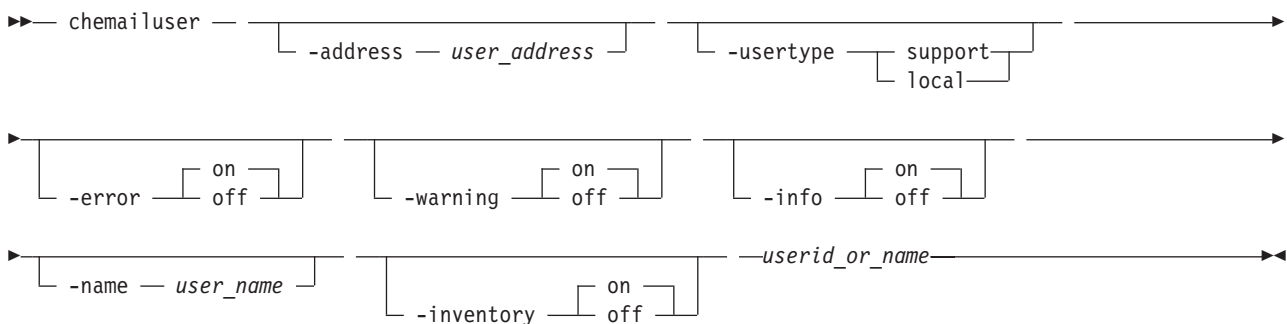 chemailuser
-address user_address
-usertype support
local
-error on
off
-warning on
off
-info on
off
-name user_name
-inventory on
off
userid_or_name